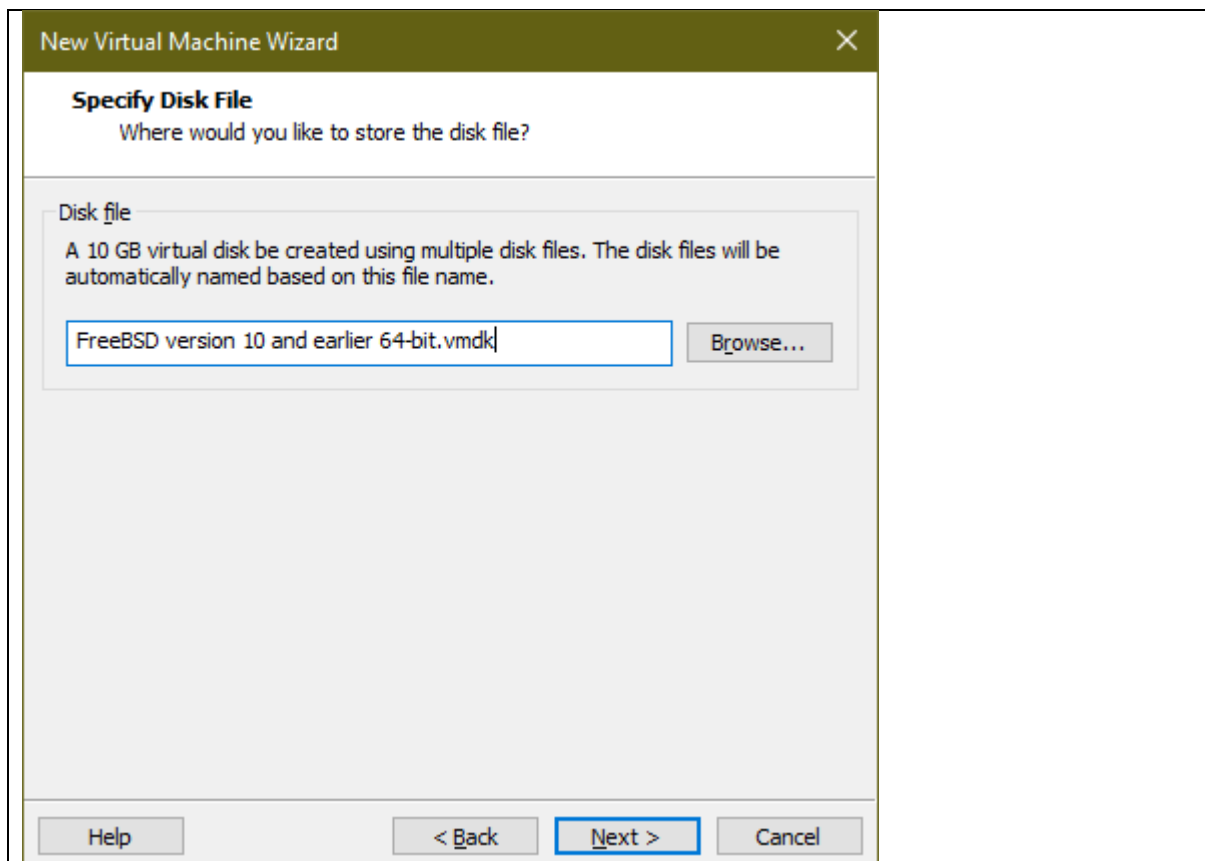 New Virtual Machine Wizard
Specify Disk File
Where would you like to store the disk file?
Disk file
A 10 GB virtual disk be created using multiple disk files. The disk files will be
automatically named based on this file name.
FreeBSD version 10 and earlier 64-bit.vmdk
Browse...
Help
< Back
Next >
Cancel